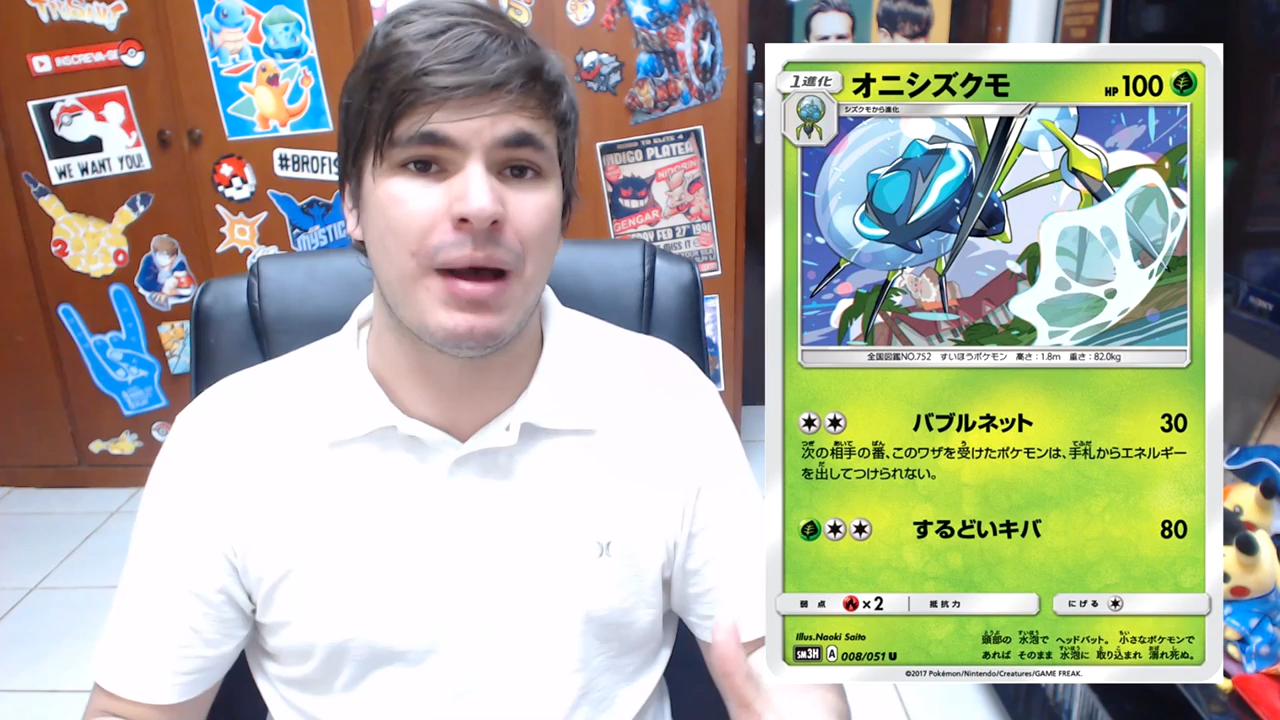 INSCREVA-SE
WE WANT YOU!
#BROFIS
MYSTIC
ROAD TO ELITE 4
INDIGO PLATEA
NIDORINO
GENGAR
1進化
オニシズクモ
HP 100
シズクモから進化
全国図鑑NO.752 すいほうポケモン 高さ:1.8m 重さ:82.0kg
バブルネット 30
次の相手の番、このワザを受けたポケモンは、手札からエネルギー
を出してつけられない。
するどいキバ 80
弱点 ×2 抵抗力 にげる
Illus.Naoki Saito
SM3H A 008/051 U
頭部の 水泡で ヘッドバット。 小さなポケモンで
あれば そのまま 水泡に 取り込まれ 溺れ死ぬ。
©2017 Pokémon/Nintendo/Creatures/GAME FREAK.